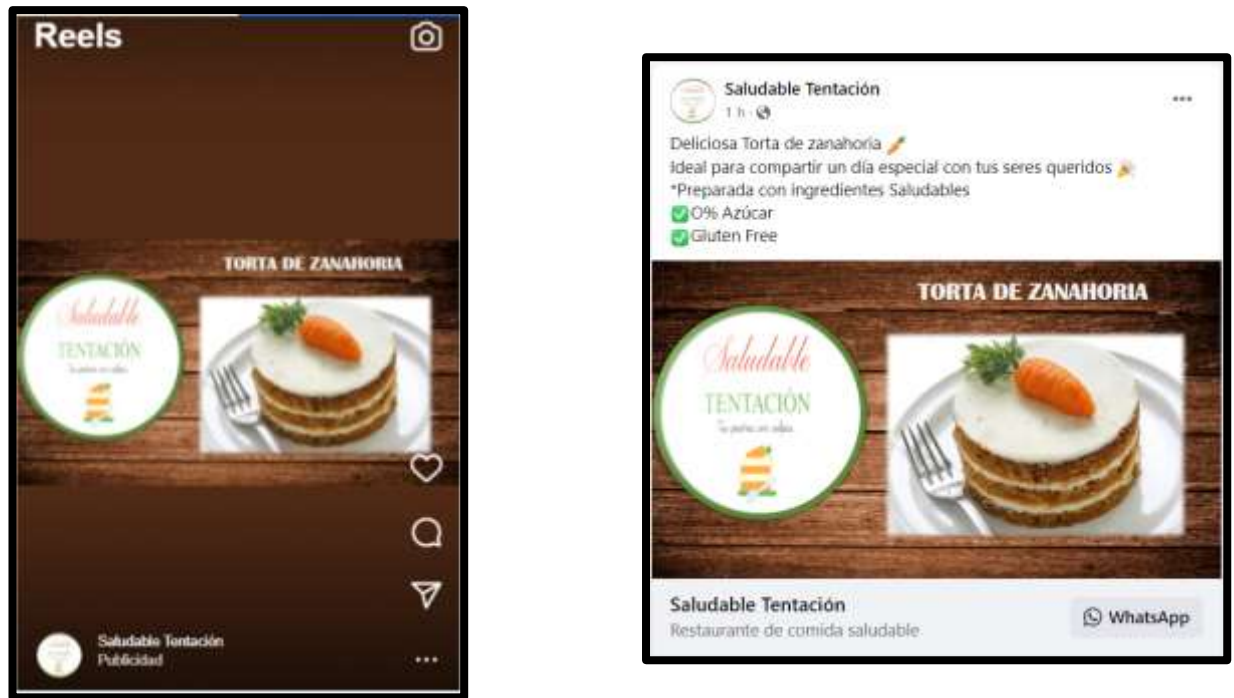 Reels
TORTA DE ZANAHORIA
Saludable
TENTACIÓN
Saludable Tentación
Publicidad
Saludable Tentación
1 h
Deliciosa Torta de zanahoria 🥕
Ideal para compartir un día especial con tus seres queridos 🎉
*Preparada con ingredientes Saludables
✅0% Azúcar
✅Gluten Free
TORTA DE ZANAHORIA
Saludable
TENTACIÓN
Saludable Tentación
Restaurante de comida saludable
WhatsApp